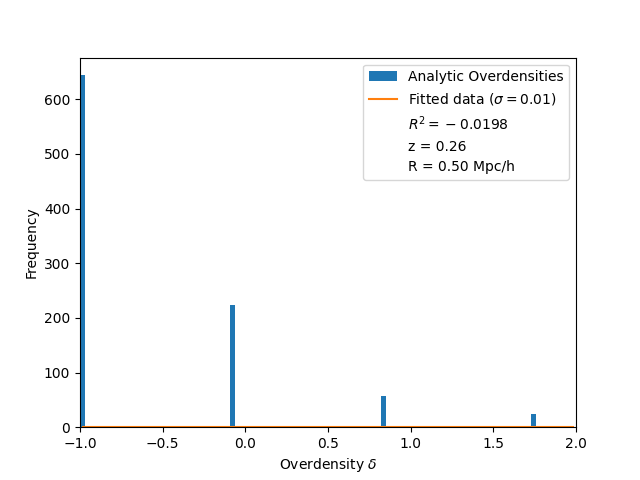 Analytic Overdensities
Fitted data (σ = 0.01)
R² = −0.0198
z = 0.26
R = 0.50 Mpc/h
600
500
400
300
200
100
0
Frequency
−1.0 −0.5 0.0 0.5 1.0 1.5 2.0
Overdensity δ